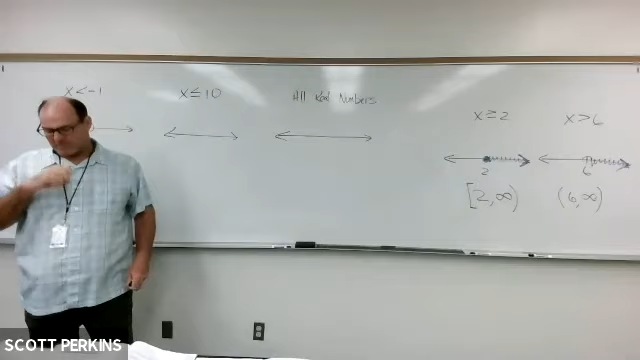 x < -1
x ≤ 10
All Real Numbers
x ≥ 2
x > 6
2
6
[2, ∞)
(6, ∞)
SCOTT PERKINS